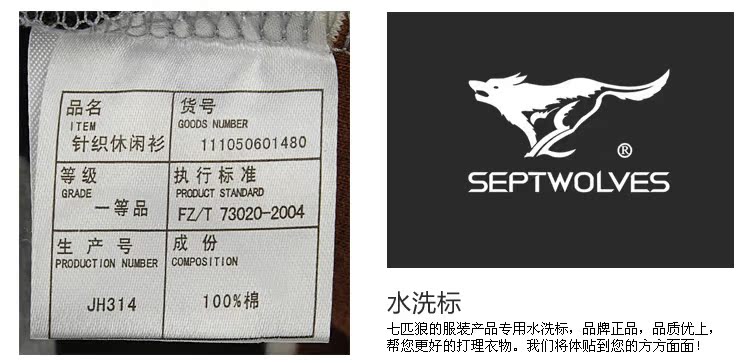 品名
ITEM
针织休闲衫
货号
GOODS NUMBER
111050601480
等级
GRADE
一等品
执行标准
PRODUCT STANDARD
FZ/T 73020-2004
生产号
PRODUCTION NUMBER
JH314
成份
COMPOSITION
100%棉
®
SEPTWOLVES
水洗标
七匹狼的服装产品专用水洗标，品牌正品，品质优上，
帮您更好的打理衣物。我们将体贴到您的方方面面！